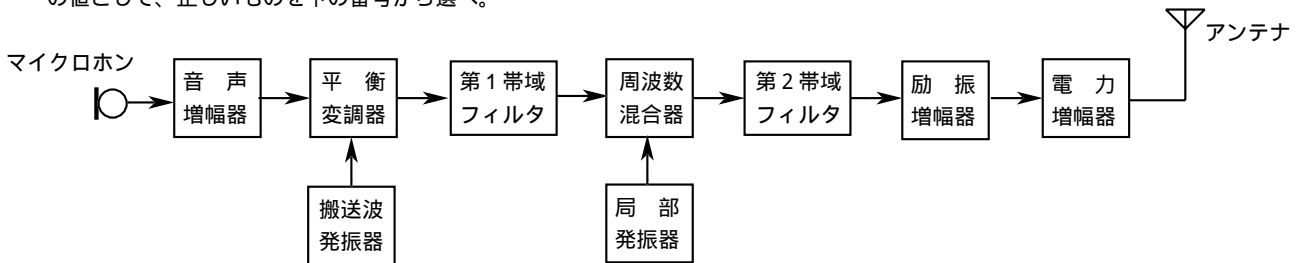 の値として、正しいものを下の番号から選べ。
アンテナ
マイクロホン
音　声
増幅器
平　衡
変調器
第１帯域
フィルタ
周波数
混合器
第２帯域
フィルタ
励　振
増幅器
電　力
増幅器
搬送波
発振器
局　部
発振器